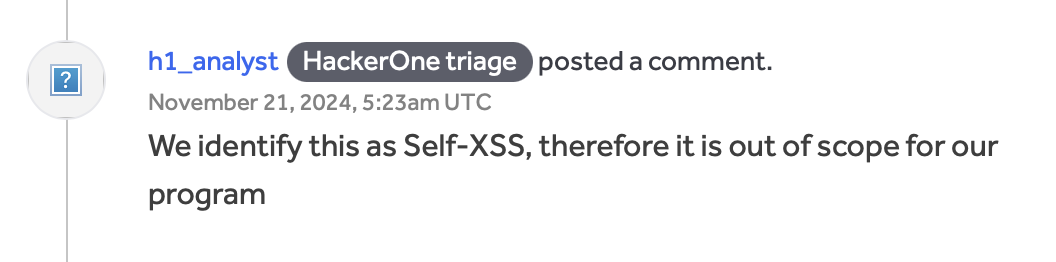 h1_analyst HackerOne triage posted a comment.
November 21, 2024, 5:23am UTC
We identify this as Self-XSS, therefore it is out of scope for our
program